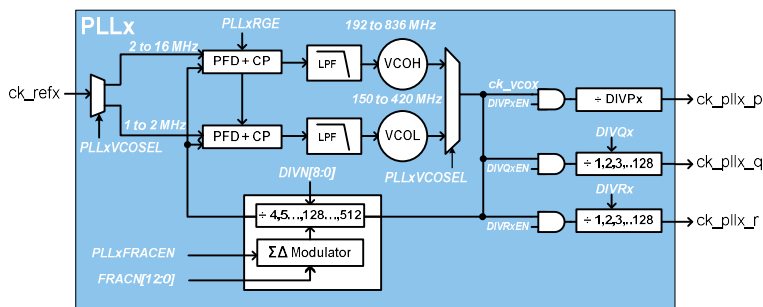 PLLx
PLLxRGE
192 to 836 MHz
2 to 16 MHz
PFD + CP
LPF
VCOH
ck_refx
ck_vcox
DIVPxEN
÷ DIVPx
ck_pllx_p
150 to 420 MHz
1 to 2 MHz
PFD + CP
LPF
VCOL
PLLxVCOSEL
PLLxVCOSEL
DIVQx
DIVQxEN
÷ 1,2,3,..128
ck_pllx_q
DIVN[8:0]
DIVRx
÷ 4,5...,128...,512
DIVRxEN
÷ 1,2,3,..128
ck_pllx_r
PLLxFRACEN
ΣΔ Modulator
FRACN[12:0]